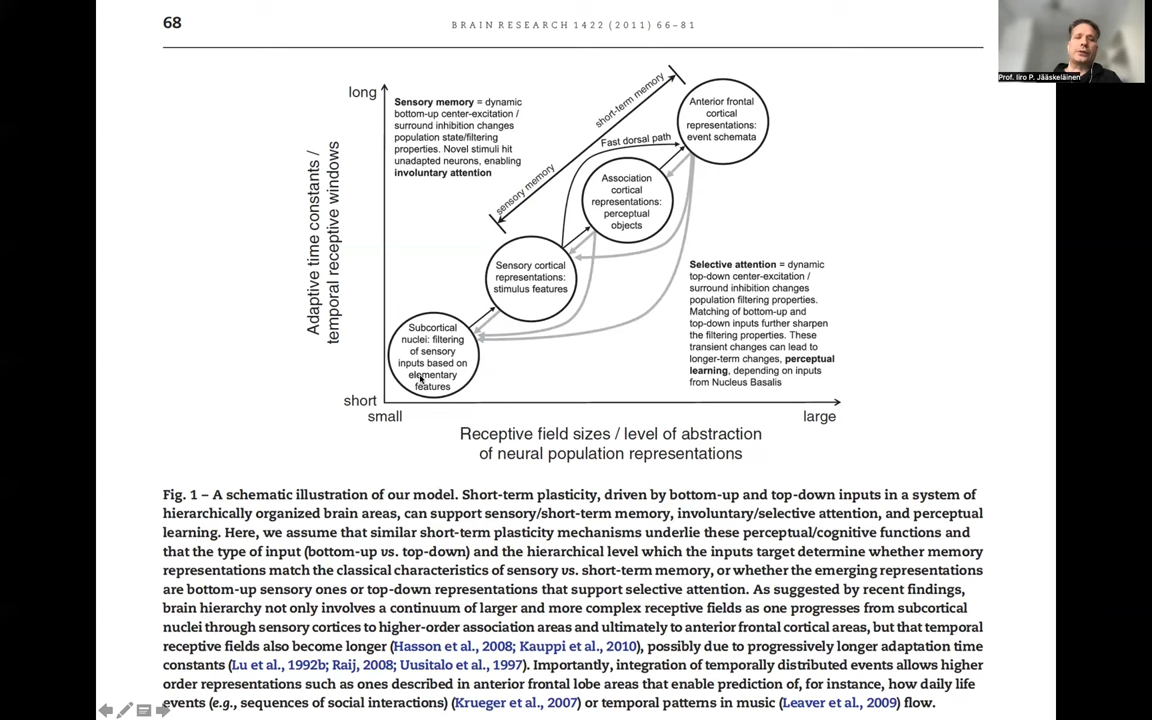 68
BRAIN RESEARCH 1422 (2011) 66–81
Prof. Iiro P. Jääskeläinen
long
Adaptive time constants /
temporal receptive windows
short
small
large
Receptive field sizes / level of abstraction
of neural population representations
Sensory memory = dynamic
bottom-up center-excitation /
surround inhibition changes
population state/filtering
properties. Novel stimuli hit
unadapted neurons, enabling
involuntary attention
sensory memory
short-term memory
Fast dorsal path
Anterior frontal
cortical
representations:
event schemata
Association
cortical
representations:
perceptual
objects
Sensory cortical
representations:
stimulus features
Subcortical
nuclei: filtering
of sensory
inputs based on
elementary
features
Selective attention = dynamic
top-down center-excitation /
surround inhibition changes
population filtering properties.
Matching of bottom-up and
top-down inputs further sharpen
the filtering properties. These
transient changes can lead to
longer-term changes, perceptual
learning, depending on inputs
from Nucleus Basalis
Fig. 1 – A schematic illustration of our model. Short-term plasticity, driven by bottom-up and top-down inputs in a system of
hierarchically organized brain areas, can support sensory/short-term memory, involuntary/selective attention, and perceptual
learning. Here, we assume that similar short-term plasticity mechanisms underlie these perceptual/cognitive functions and
that the type of input (bottom-up vs. top-down) and the hierarchical level which the inputs target determine whether memory
representations match the classical characteristics of sensory vs. short-term memory, or whether the emerging representations
are bottom-up sensory ones or top-down representations that support selective attention. As suggested by recent findings,
brain hierarchy not only involves a continuum of larger and more complex receptive fields as one progresses from subcortical
nuclei through sensory cortices to higher-order association areas and ultimately to anterior frontal cortical areas, but that temporal
receptive fields also become longer (Hasson et al., 2008; Kauppi et al., 2010), possibly due to progressively longer adaptation time
constants (Lu et al., 1992b; Raij, 2008; Uusitalo et al., 1997). Importantly, integration of temporally distributed events allows higher
order representations such as ones described in anterior frontal lobe areas that enable prediction of, for instance, how daily life
events (e.g., sequences of social interactions) (Krueger et al., 2007) or temporal patterns in music (Leaver et al., 2009) flow.